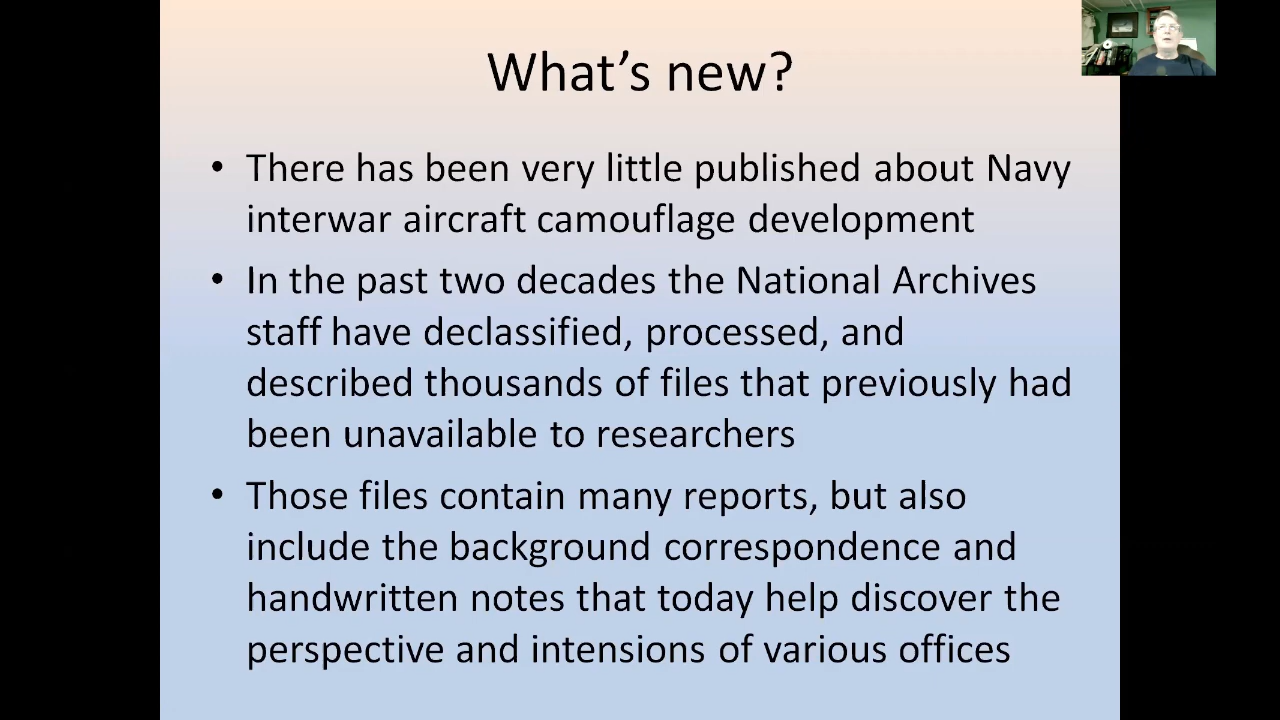 What’s new?
• There has been very little published about Navy
interwar aircraft camouflage development
• In the past two decades the National Archives
staff have declassified, processed, and
described thousands of files that previously had
been unavailable to researchers
• Those files contain many reports, but also
include the background correspondence and
handwritten notes that today help discover the
perspective and intensions of various offices